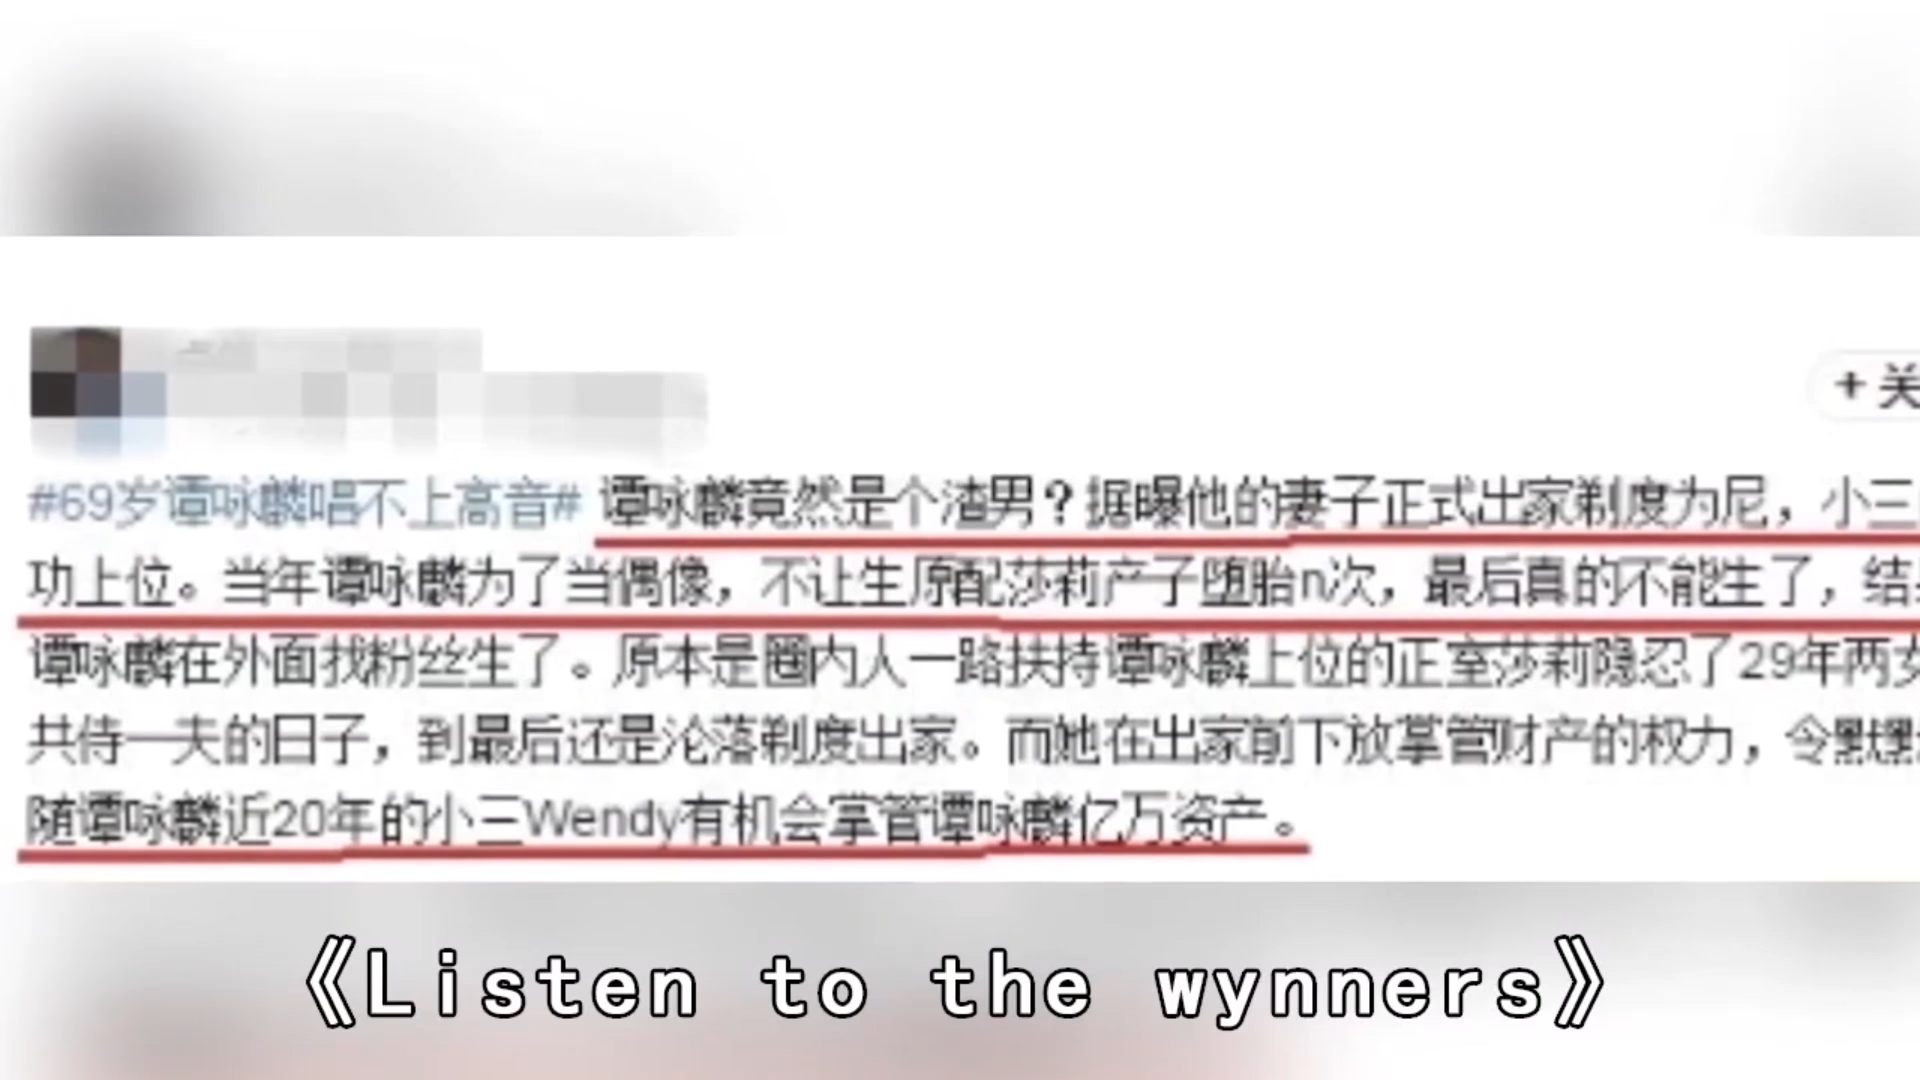 + 关
#69岁谭咏麟唱不上高音# 谭咏麟竟然是个渣男？据曝他的妻子正式出家剃度为尼，小三
功上位。当年谭咏麟为了当偶像，不让生原配莎莉产子堕胎n次，最后真的不能生了，结
谭咏麟在外面找粉丝生了。原本是圈内人一路扶持谭咏麟上位的正室莎莉隐忍了29年两女
共侍一夫的日子，到最后还是沦落剃度出家。而她在出家前下放掌管财产的权力，令默
随谭咏麟近20年的小三Wendy有机会掌管谭咏麟亿万资产。
《Listen to the wynners》